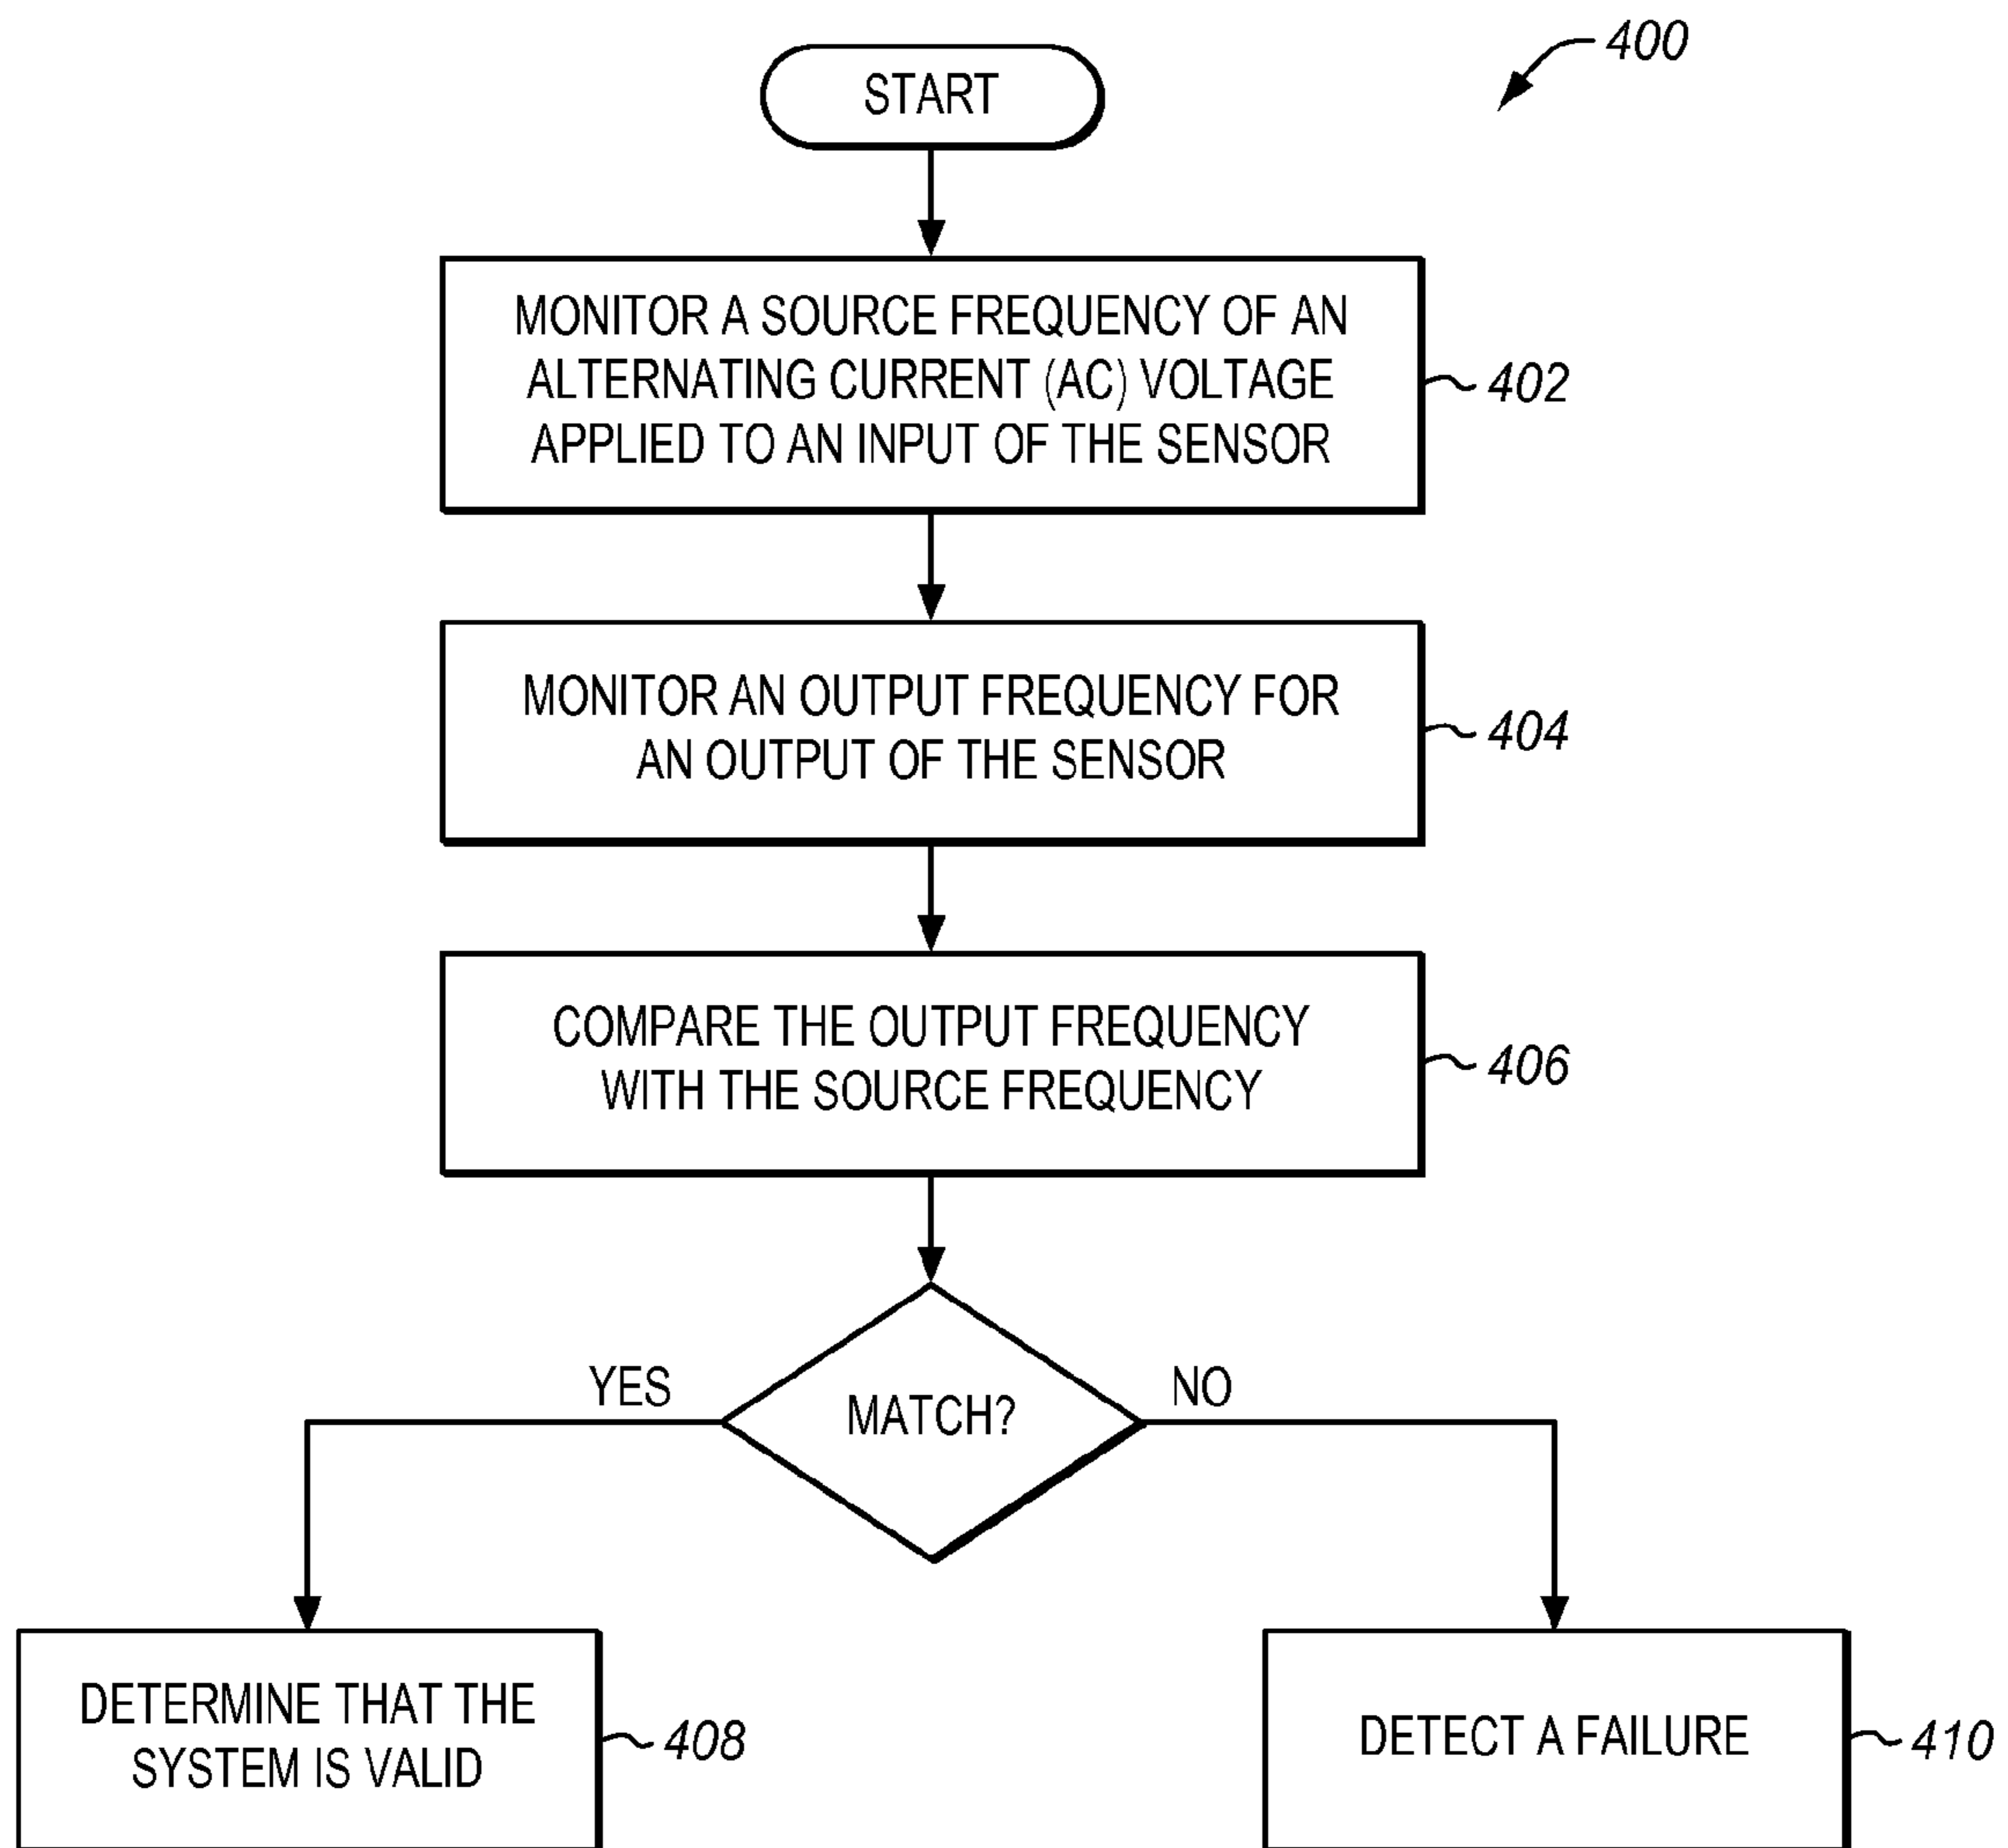 400
START
MONITOR A SOURCE FREQUENCY OF AN
ALTERNATING CURRENT (AC) VOLTAGE
APPLIED TO AN INPUT OF THE SENSOR
402
MONITOR AN OUTPUT FREQUENCY FOR
AN OUTPUT OF THE SENSOR
404
COMPARE THE OUTPUT FREQUENCY
WITH THE SOURCE FREQUENCY
406
YES
MATCH?
NO
DETERMINE THAT THE
SYSTEM IS VALID
408
DETECT A FAILURE
410